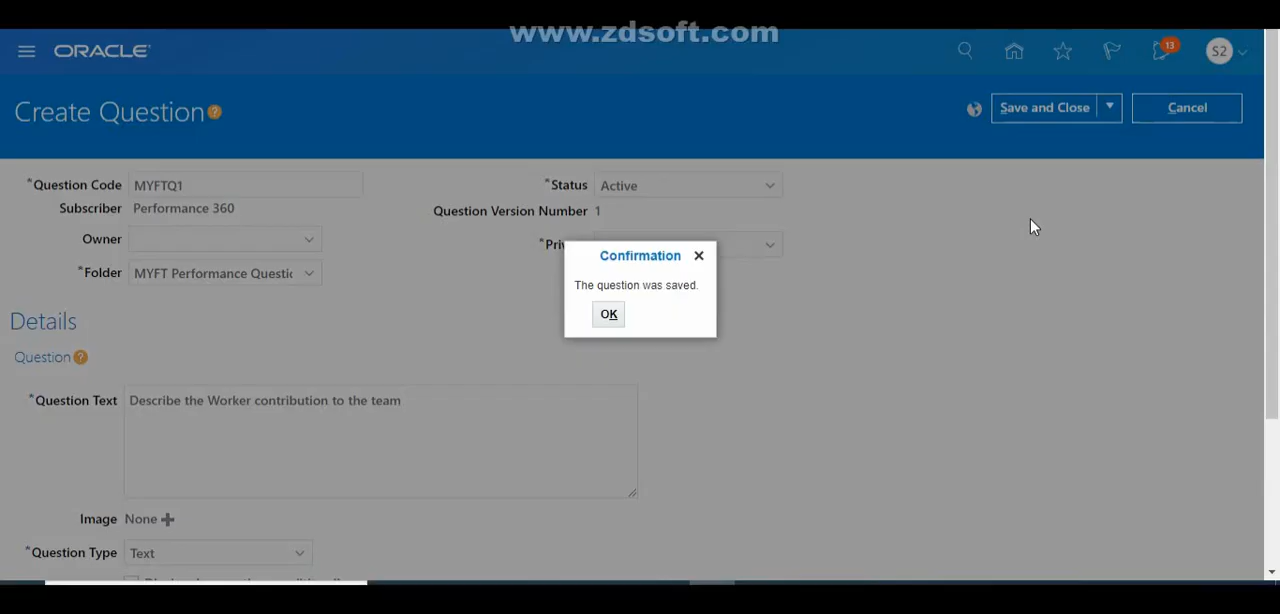 www.zdsoft.com
ORACLE
13
S2
Create Question
Save and Close
Cancel
*Question Code MYFTQ1
*Status Active
Subscriber Performance 360
Question Version Number 1
Owner
*Folder MYFT Performance Questic
Confirmation
The question was saved.
OK
Details
Question
*Question Text Describe the Worker contribution to the team
Image None
*Question Type Text